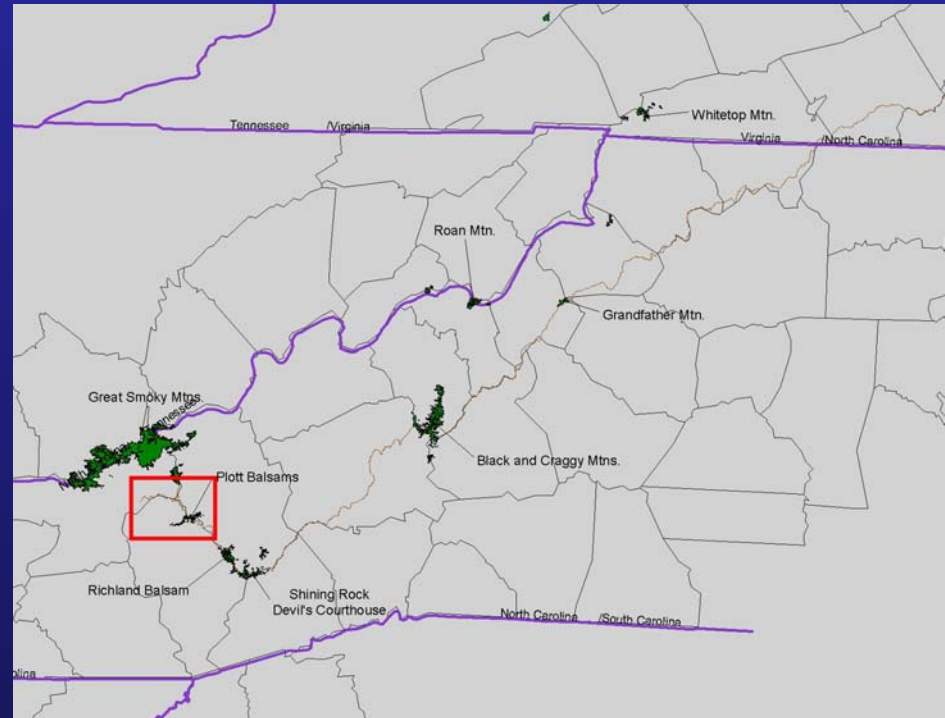 Whitetop Mtn.
Tennessee /Virginia
Virginia /North Carolina
Roan Mtn.
Grandfather Mtn.
Great Smoky Mtns.
Black and Craggy Mtns.
Plott Balsams
Richland Balsam
Shining Rock
Devil's Courthouse
North Carolina /South Carolina